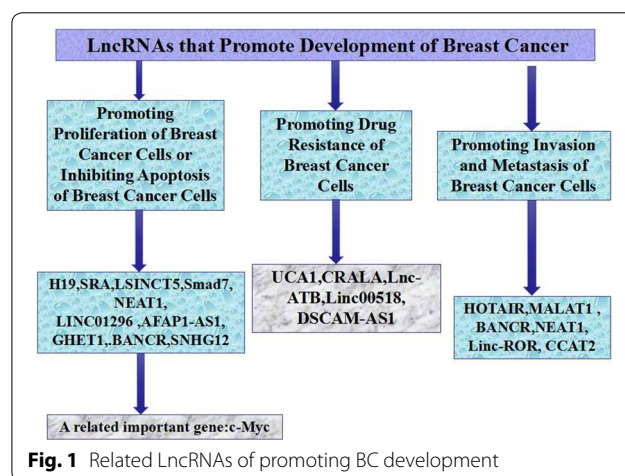 LncRNAs that Promote Development of Breast Cancer
Promoting
Proliferation of Breast
Cancer Cells or
Inhibiting Apoptosis
of Breast Cancer Cells
Promoting Drug
Resistance of
Breast Cancer
Cells
Promoting Invasion
and Metastasis of
Breast Cancer Cells
H19,SRA,LSINCT5,Smad7,
NEAT1,
LINC01296 ,AFAP1-AS1,
GHET1,.BANCR,SNHG12
UCA1,CRALA,Lnc-
ATB,Linc00518,
DSCAM-AS1
HOTAIR,MALAT1 ,
BANCR,NEAT1,
Linc-ROR, CCAT2
A related important gene:c-Myc
Fig. 1 Related LncRNAs of promoting BC development